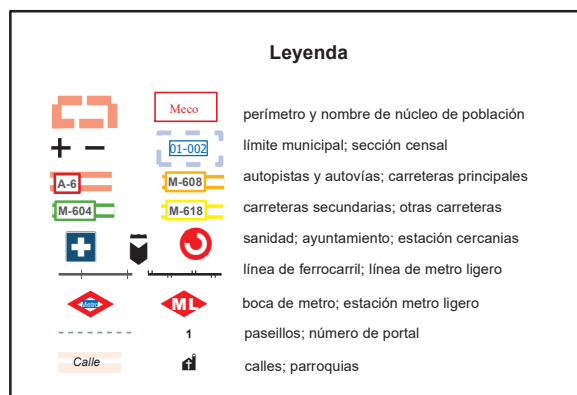 Leyenda
Meco
perímetro y nombre de núcleo de población
01-002
límite municipal; sección censal
A-6
M-608
autopistas y autovías; carreteras principales
M-604
M-618
carreteras secundarias; otras carreteras
sanidad; ayuntamiento; estación cercanias
línea de ferrocarril; línea de metro ligero
Metro
ML
boca de metro; estación metro ligero
1
paseillos; número de portal
Calle
calles; parroquias